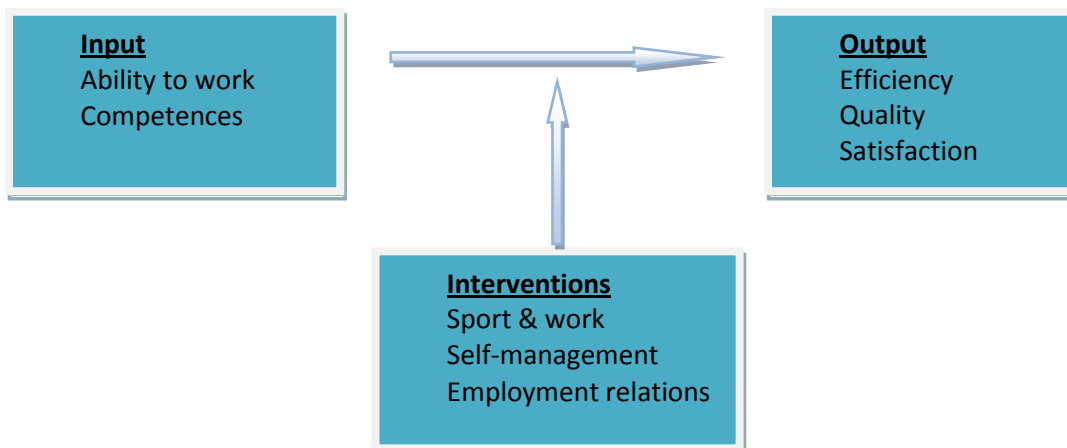 Input
Ability to work
Competences
Output
Efficiency
Quality
Satisfaction
Interventions
Sport & work
Self-management
Employment relations